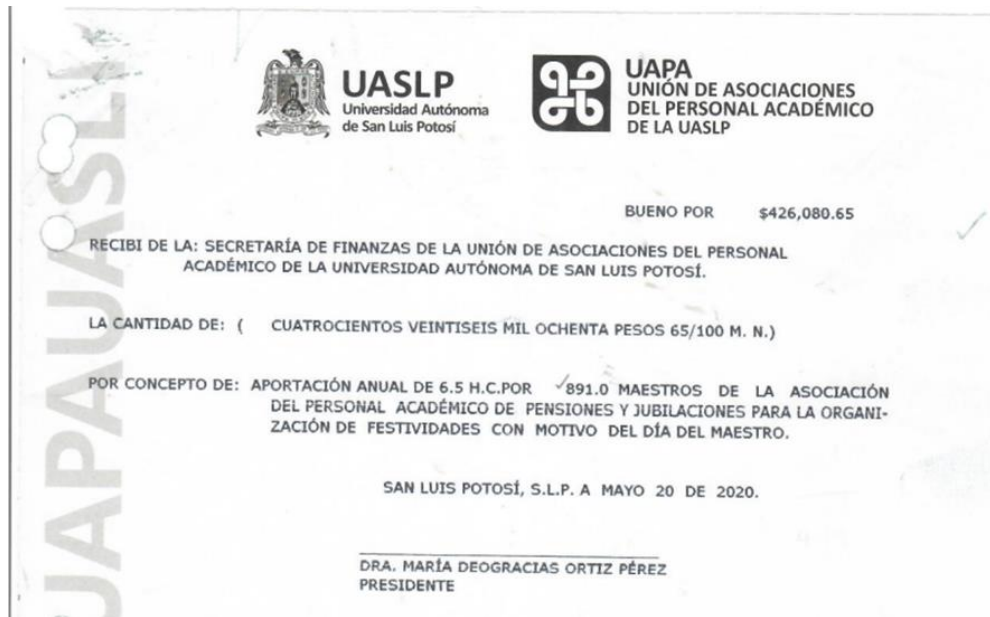 UASLP
Universidad Autónoma
de San Luis Potosí
UAPA
UNIÓN DE ASOCIACIONES
DEL PERSONAL ACADÉMICO
DE LA UASLP
BUENO POR $426,080.65
RECIBI DE LA: SECRETARÍA DE FINANZAS DE LA UNIÓN DE ASOCIACIONES DEL PERSONAL
ACADÉMICO DE LA UNIVERSIDAD AUTÓNOMA DE SAN LUIS POTOSÍ.
LA CANTIDAD DE: ( CUATROCIENTOS VEINTISEIS MIL OCHENTA PESOS 65/100 M. N.)
POR CONCEPTO DE: APORTACIÓN ANUAL DE 6.5 H.C.POR 891.0 MAESTROS DE LA ASOCIACIÓN
DEL PERSONAL ACADÉMICO DE PENSIONES Y JUBILACIONES PARA LA ORGANI-
ZACIÓN DE FESTIVIDADES CON MOTIVO DEL DÍA DEL MAESTRO.
SAN LUIS POTOSÍ, S.L.P. A MAYO 20 DE 2020.
DRA. MARÍA DEOGRACIAS ORTIZ PÉREZ
PRESIDENTE
UAPAUASLP